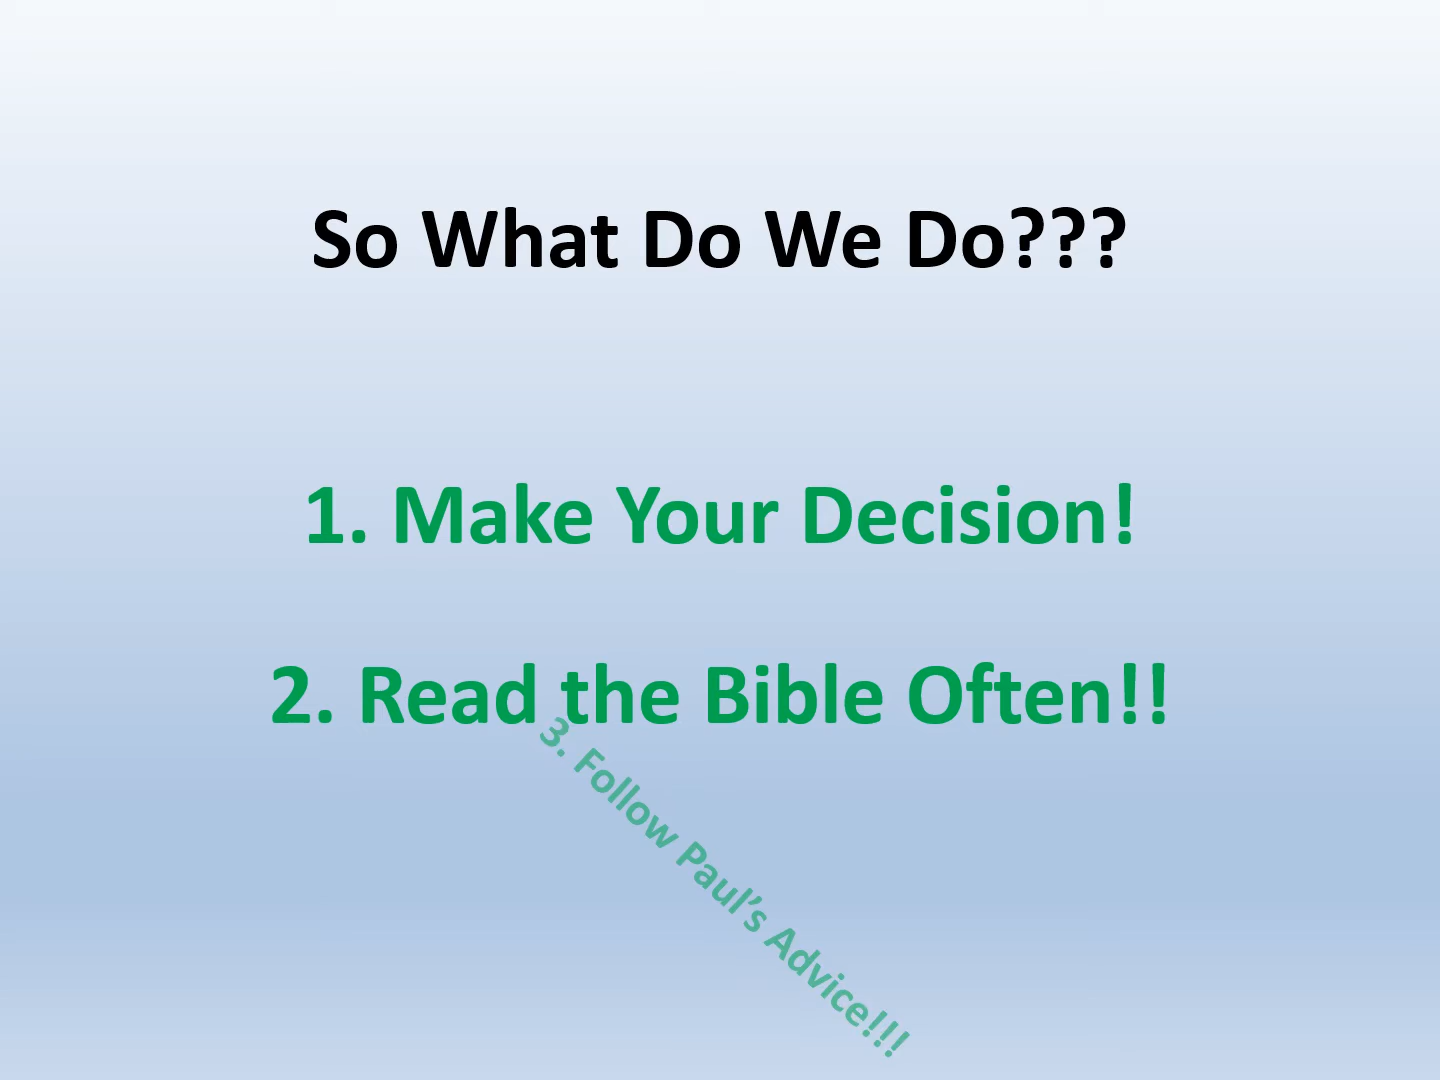 So What Do We Do???
1. Make Your Decision!
2. Read the Bible Often!!
3. Follow Paul’s Advice!!!